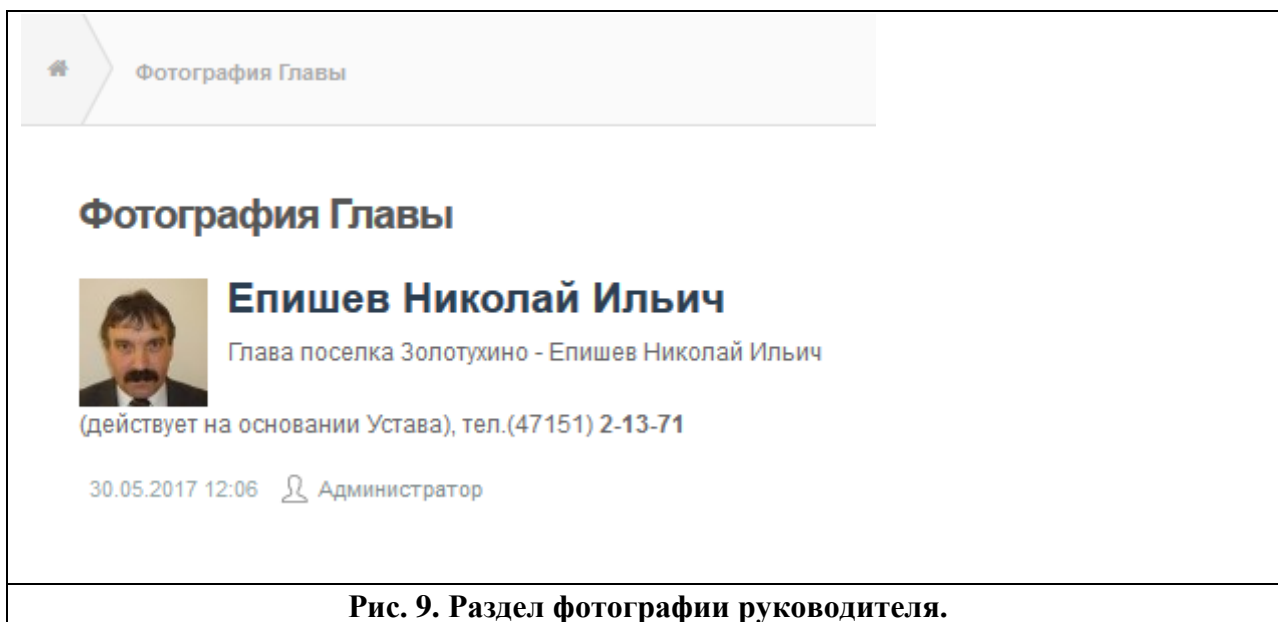 Фотография Главы
Фотография Главы
Епишев Николай Ильич
Глава поселка Золотухино - Епишев Николай Ильич
(действует на основании Устава), тел.(47151) 2-13-71
30.05.2017 12:06 Администратор
Рис. 9. Раздел фотографии руководителя.